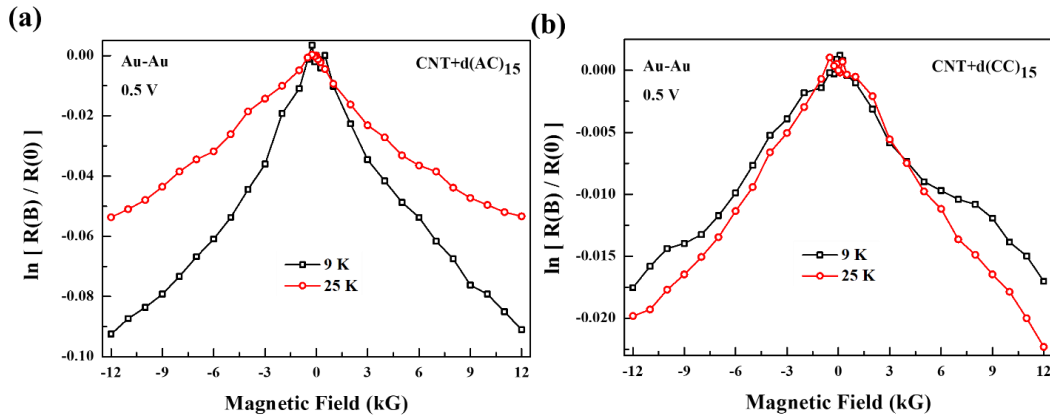 (a)
Au-Au
0.5 V
CNT+d(AC)15
0.00
-0.02
-0.04
-0.06
-0.08
-0.10
ln [ R(B) / R(0) ]
9 K
25 K
-12 -9 -6 -3 0 3 6 9 12
Magnetic Field (kG)
(b)
Au-Au
0.5 V
CNT+d(CC)15
0.000
-0.005
-0.010
-0.015
-0.020
ln [ R(B) / R(0) ]
9 K
25 K
-12 -9 -6 -3 0 3 6 9 12
Magnetic Field (kG)